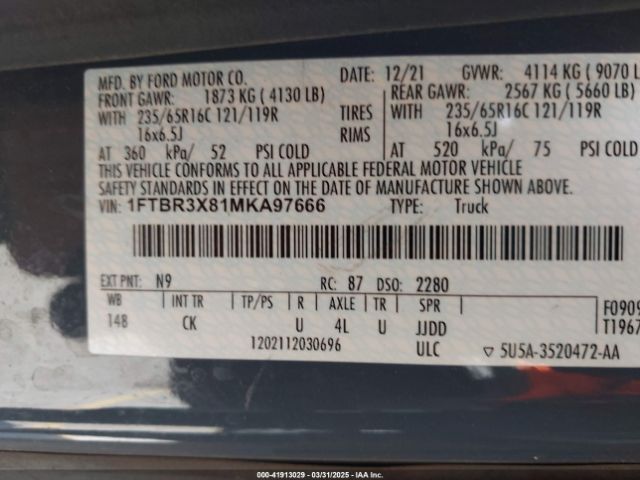 MFD. BY FORD MOTOR CO. DATE: 12/21 GVWR: 4114 KG ( 9070 L
FRONT GAWR: 1873 KG ( 4130 LB) REAR GAWR: 2567 KG ( 5660 LB)
WITH 235/65R16C 121/119R TIRES WITH 235/65R16C 121/119R
16x6.5J RIMS 16x6.5J
AT 360 kPa/ 52 PSI COLD AT 520 kPa/ 75 PSI COLD
THIS VEHICLE CONFORMS TO ALL APPLICABLE FEDERAL MOTOR VEHICLE
SAFETY STANDARDS IN EFFECT ON THE DATE OF MANUFACTURE SHOWN ABOVE.
VIN: 1FTBR3X81MKA97666 TYPE: Truck
EXT PNT: N9 RC: 87 DSO: 2280
WB INT TR TP/PS R AXLE TR SPR F0909
148 CK U 4L U JJDD T1967
1202112030696 ULC ▽ 5U5A-3520472-AA
000-41913029 - 03/31/2025 - IAAI, Inc.